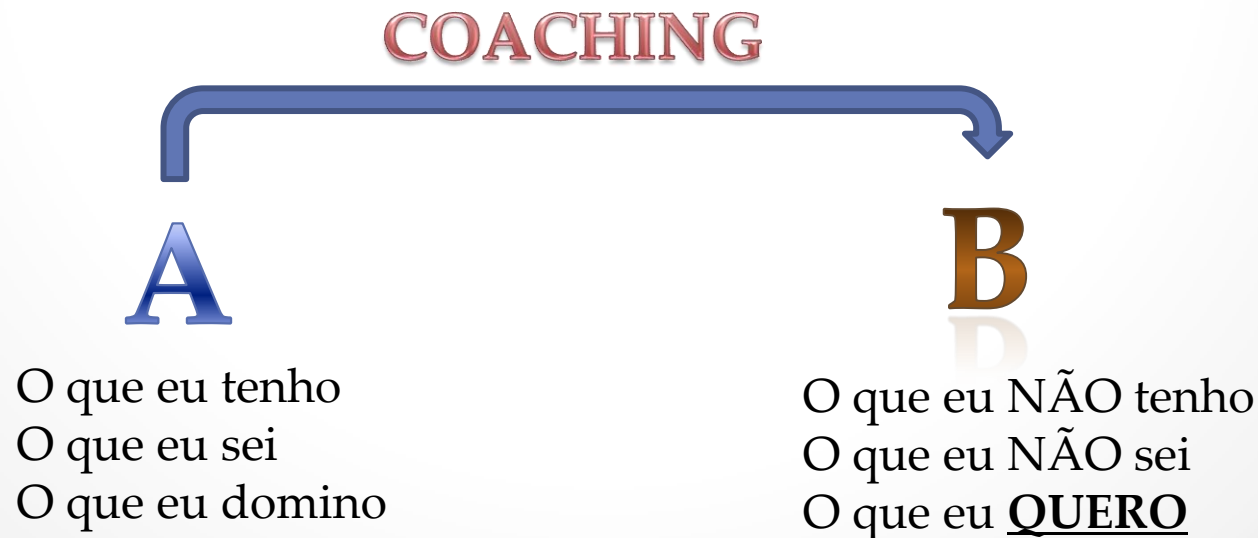 COACHING
A
B
O que eu tenho
O que eu sei
O que eu domino
O que eu NÃO tenho
O que eu NÃO sei
O que eu QUERO